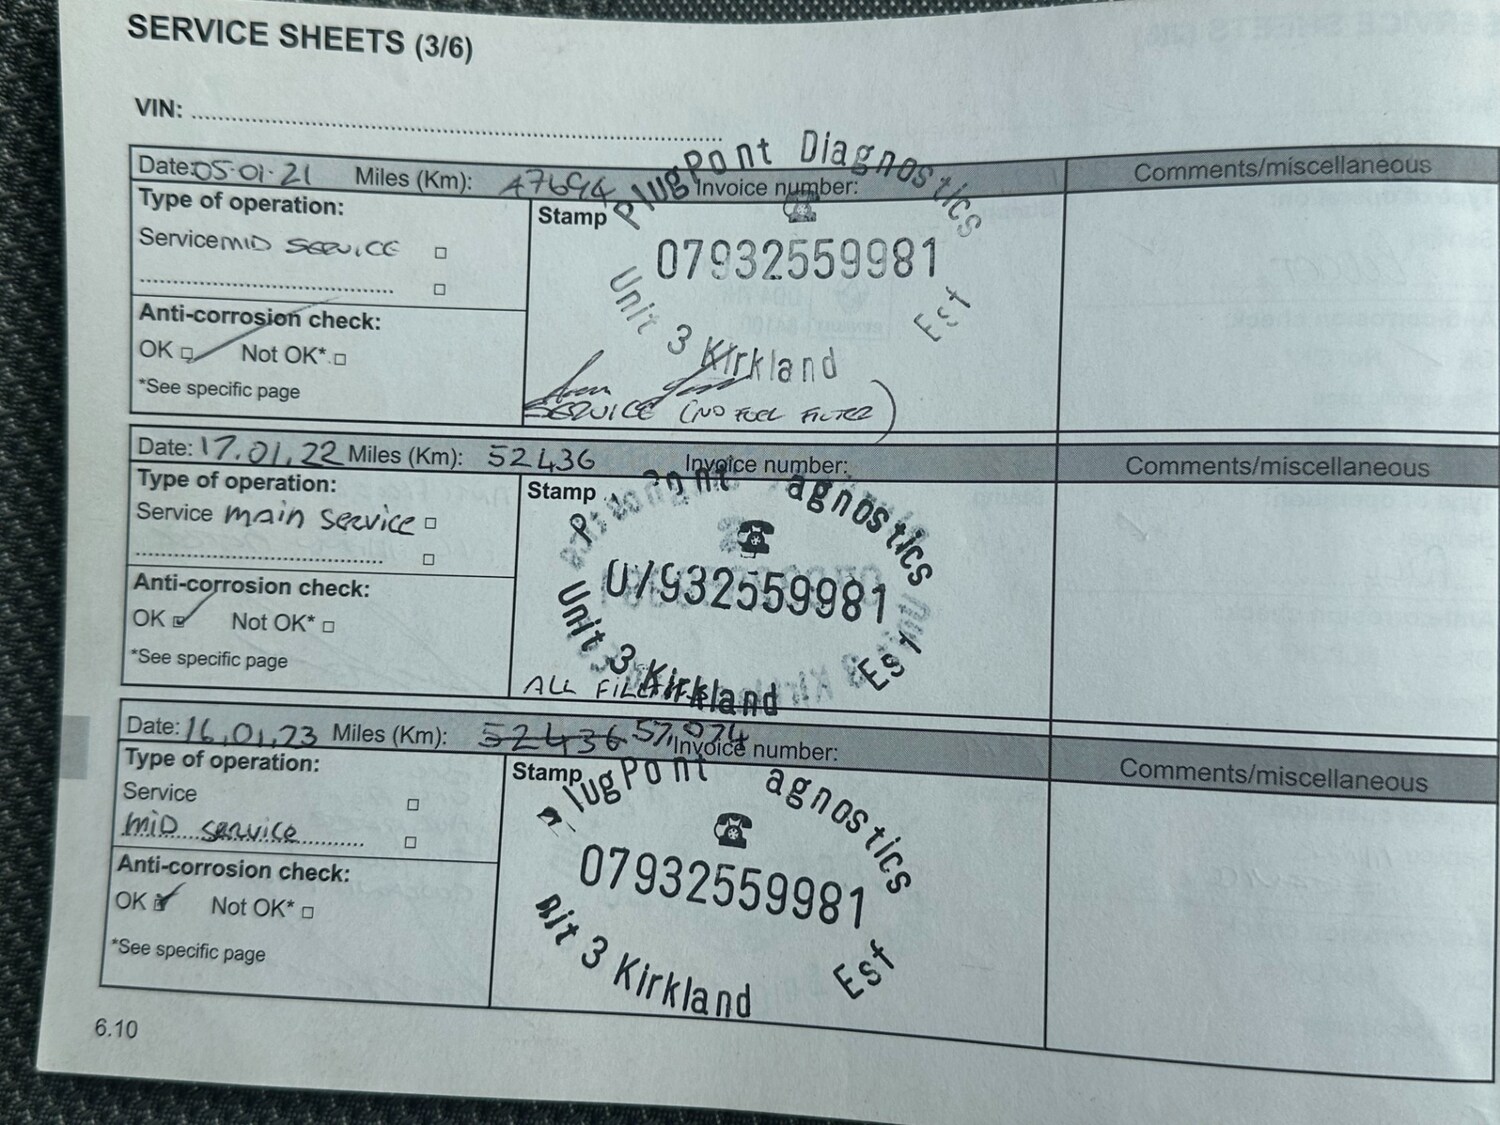 SERVICE SHEETS (3/6)
VIN:
Date: 05·01·21 Miles (Km): 47694 Invoice number: Comments/miscellaneous
Type of operation:
Service MID SERVICE
Stamp
PlugPont Diagnostics
07932559981
Unit 3 Kirkland Est
Anti-corrosion check:
OK Not OK*
*See specific page
SERVICE (NO FUEL FILTER)
Date: 17.01.22 Miles (Km): 52436 Invoice number: Comments/miscellaneous
Type of operation:
Service main service
Stamp
Pont agnostics
07932559981
Unit 3 Kirkland Est
Anti-corrosion check:
OK Not OK*
*See specific page
ALL
Date: 16.01.23 Miles (Km): 52436 57,074 Invoice number: Comments/miscellaneous
Type of operation:
Service
mid service
Stamp
lugPont agnostics
07932559981
nit 3 Kirkland Est
Anti-corrosion check:
OK Not OK*
*See specific page
6.10